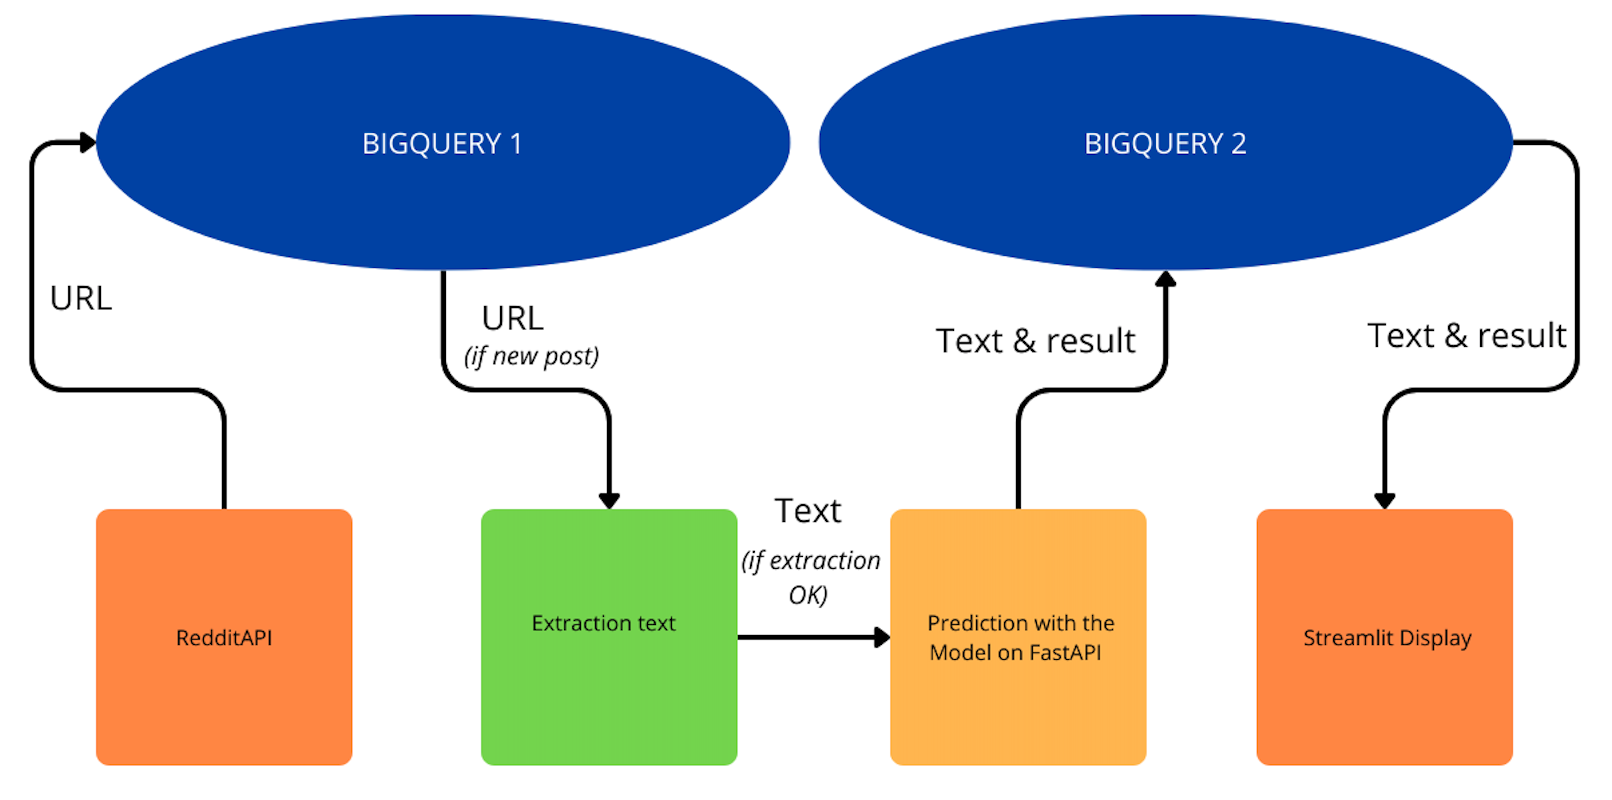 BIGQUERY 1
BIGQUERY 2
URL
URL
(if new post)
Text & result
Text & result
Text
(if extraction
OK)
RedditAPI
Extraction text
Prediction with the
Model on FastAPI
Streamlit Display